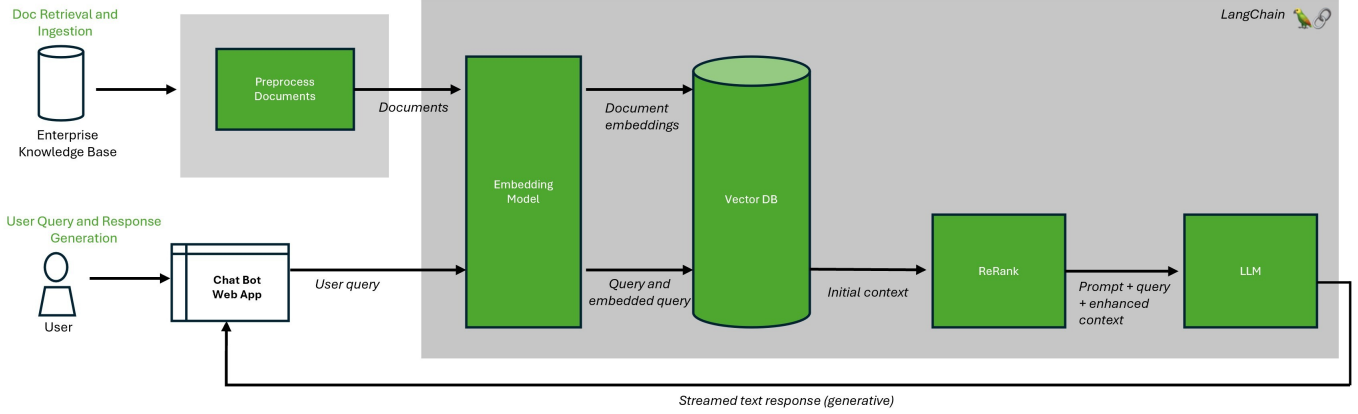 Doc Retrieval and
Ingestion
LangChain
Preprocess
Documents
Documents
Document
embeddings
Enterprise
Knowledge Base
Embedding
Model
Vector DB
User Query and Response
Generation
Chat Bot
Web App
User query
Query and
embedded query
Initial context
ReRank
Prompt + query
+ enhanced
context
LLM
User
Streamed text response (generative)